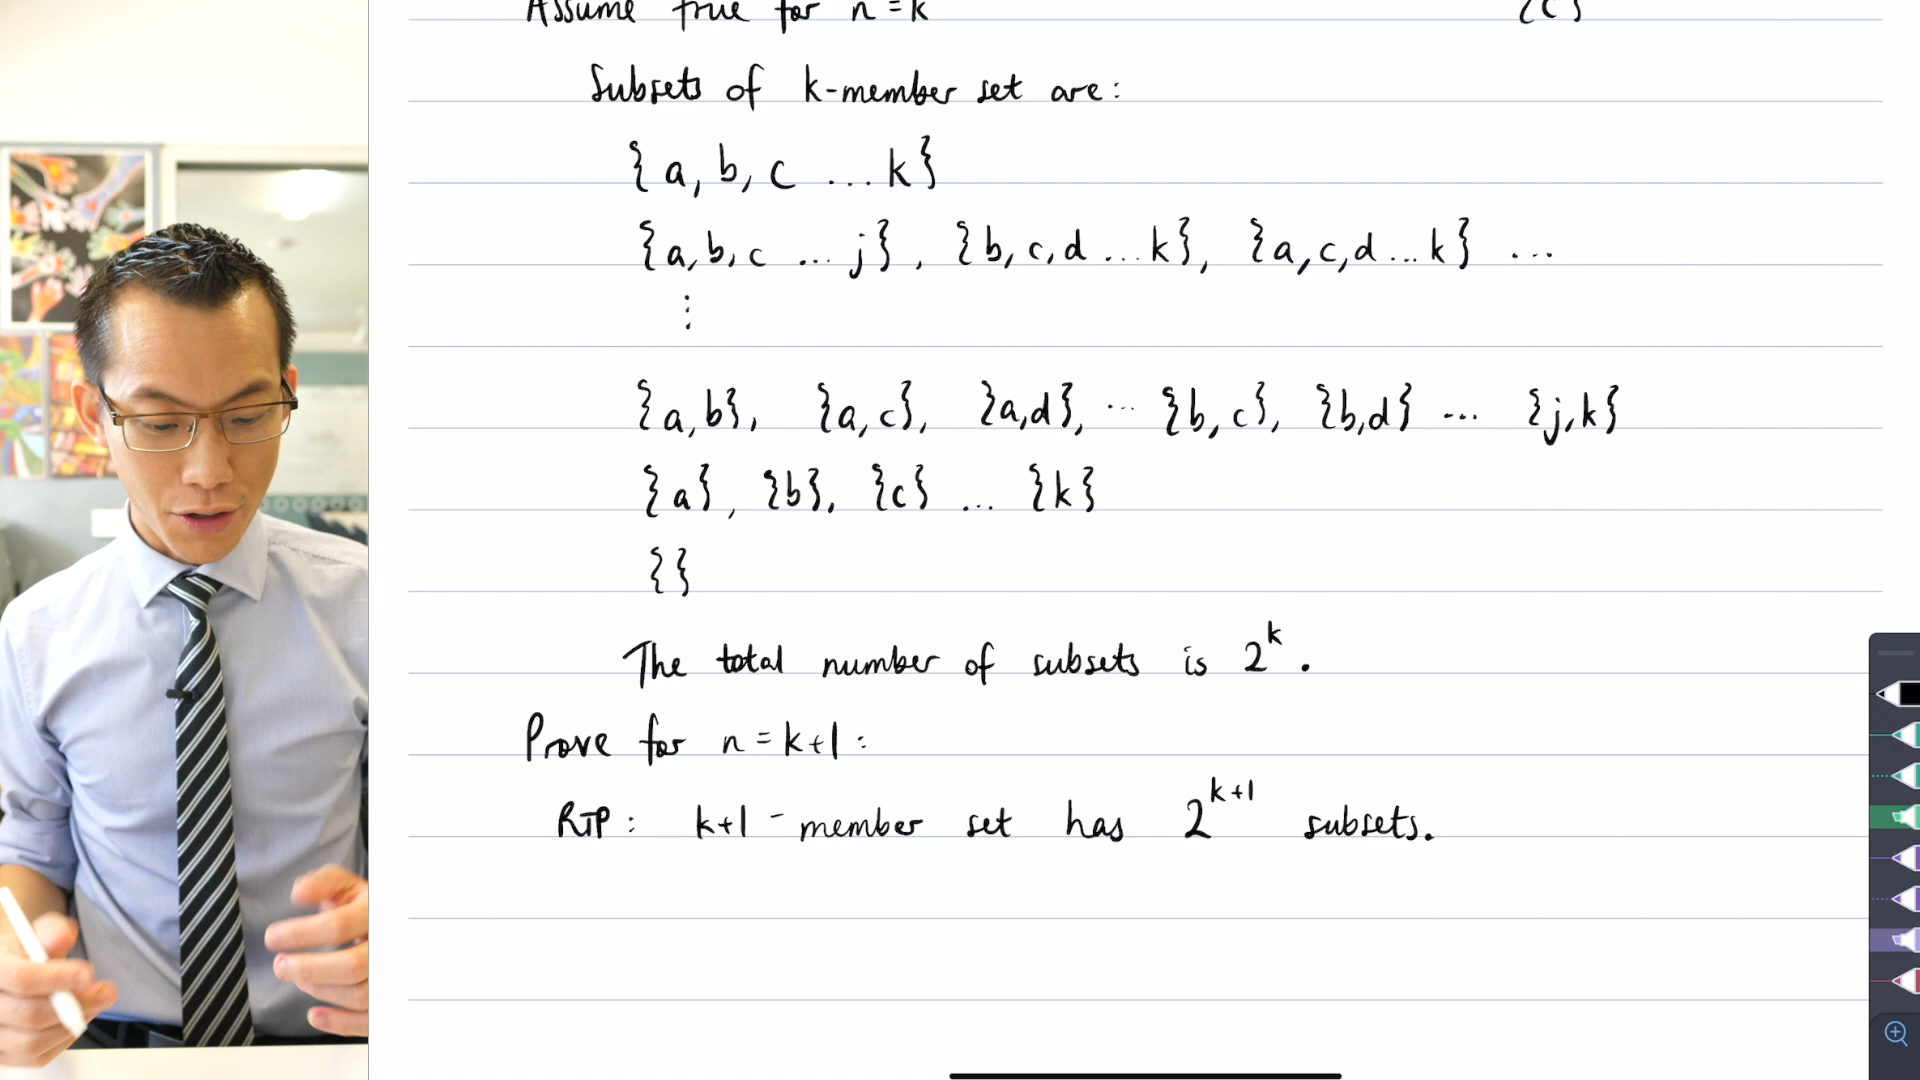 Assume true for n = k
{c}
Subsets of k-member set are:
{a, b, c ... k}
{a, b, c ... j}, {b, c, d ... k}, {a, c, d ... k} ...
⋮
{a, b}, {a, c}, {a, d}, ... {b, c}, {b, d} ... {j, k}
{a}, {b}, {c} ... {k}
{}
The total number of subsets is 2^k.
Prove for n = k+1:
RTP: k+1 - member set has 2^{k+1} subsets.